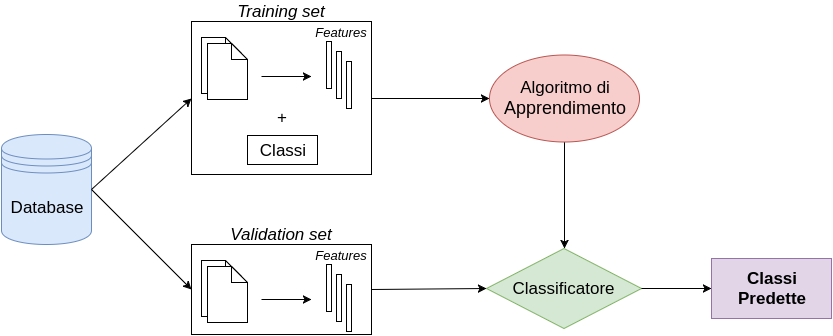 Training set
Features
+
Classi
Algoritmo di
Apprendimento
Database
Validation set
Features
Classificatore
Classi
Predette